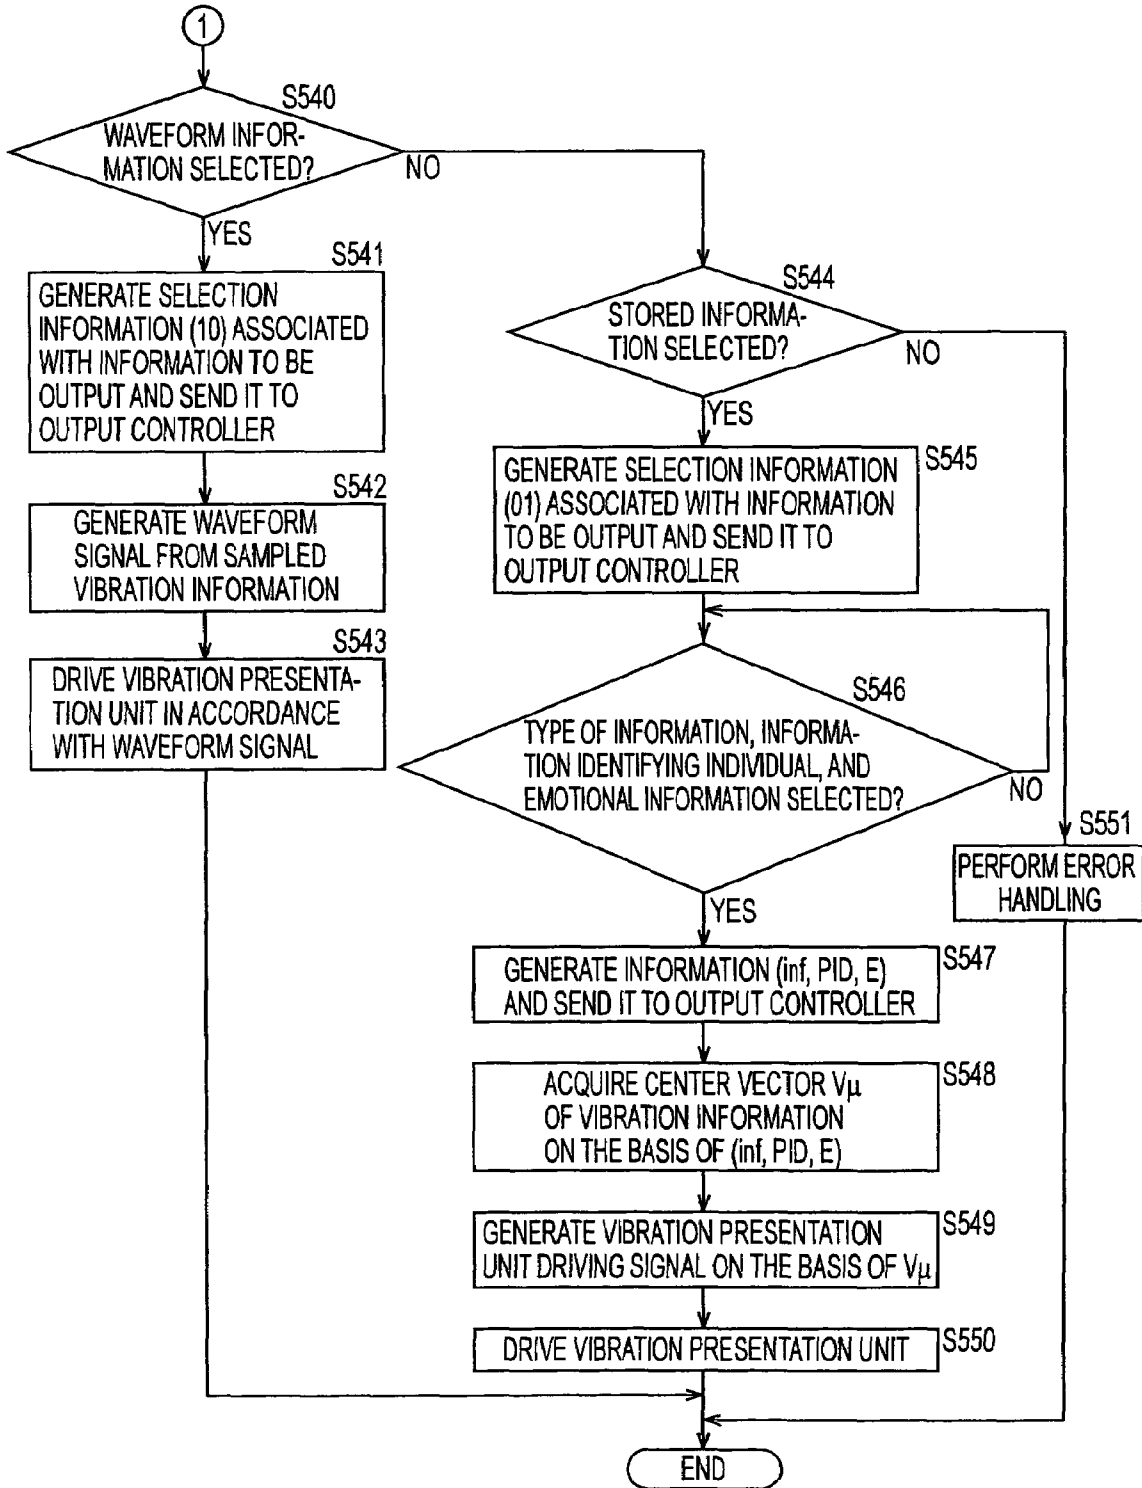 1
S540
WAVEFORM INFOR-
MATION SELECTED?
NO
YES
S541
GENERATE SELECTION
INFORMATION (10) ASSOCIATED
WITH INFORMATION TO BE
OUTPUT AND SEND IT TO
OUTPUT CONTROLLER
S542
GENERATE WAVEFORM
SIGNAL FROM SAMPLED
VIBRATION INFORMATION
S543
DRIVE VIBRATION PRESENTA-
TION UNIT IN ACCORDANCE
WITH WAVEFORM SIGNAL
S544
STORED INFORMA-
TION SELECTED?
NO
YES
S545
GENERATE SELECTION INFORMATION
(01) ASSOCIATED WITH INFORMATION
TO BE OUTPUT AND SEND IT TO
OUTPUT CONTROLLER
S546
TYPE OF INFORMATION, INFORMA-
TION IDENTIFYING INDIVIDUAL, AND
EMOTIONAL INFORMATION SELECTED?
NO
YES
S551
PERFORM ERROR
HANDLING
S547
GENERATE INFORMATION (inf, PID, E)
AND SEND IT TO OUTPUT CONTROLLER
S548
ACQUIRE CENTER VECTOR Vμ
OF VIBRATION INFORMATION
ON THE BASIS OF (inf, PID, E)
S549
GENERATE VIBRATION PRESENTATION
UNIT DRIVING SIGNAL ON THE BASIS OF Vμ
S550
DRIVE VIBRATION PRESENTATION UNIT
END